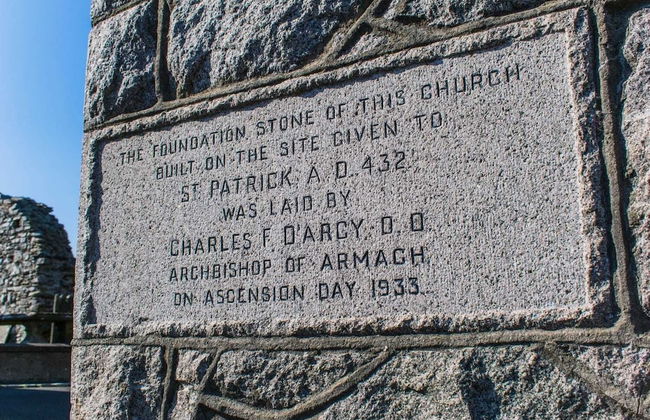 THE FOUNDATION STONE OF THIS CHURCH
BUILT ON THE SITE GIVEN TO
ST PATRICK A.D. 432.
WAS LAID BY
CHARLES F. D'ARCY. D.D
ARCHBISHOP OF ARMAGH
ON ASCENSION DAY 1933.